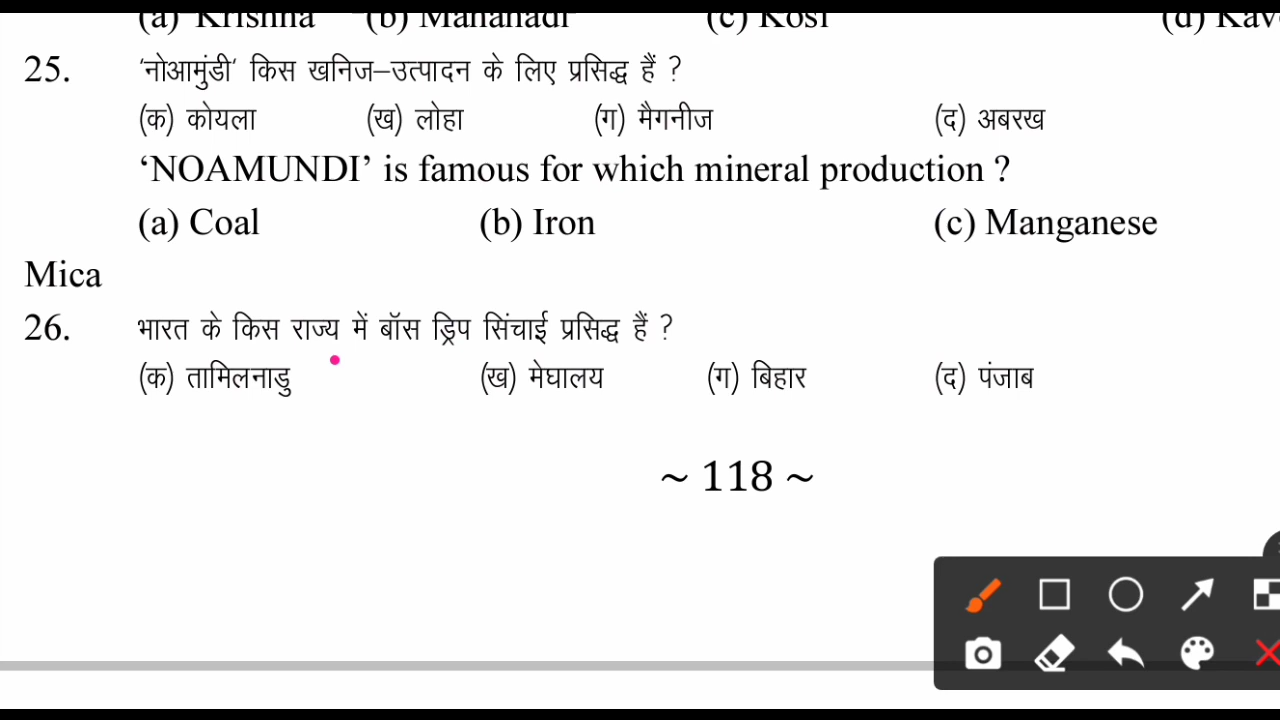 (a) Krishna (b) Mahanadi (c) Kosi (d)
25. 'नोआमुंडी' किस खनिज–उत्पादन के लिए प्रसिद्ध हैं ?
(क) कोयला (ख) लोहा (ग) मैगनीज (द) अबरख
‘NOAMUNDI’ is famous for which mineral production ?
(a) Coal (b) Iron (c) Manganese
Mica
26. भारत के किस राज्य में बॉस ड्रिप सिंचाई प्रसिद्ध हैं ?
(क) तामिलनाडु (ख) मेघालय (ग) बिहार (द) पंजाब
~ 118 ~